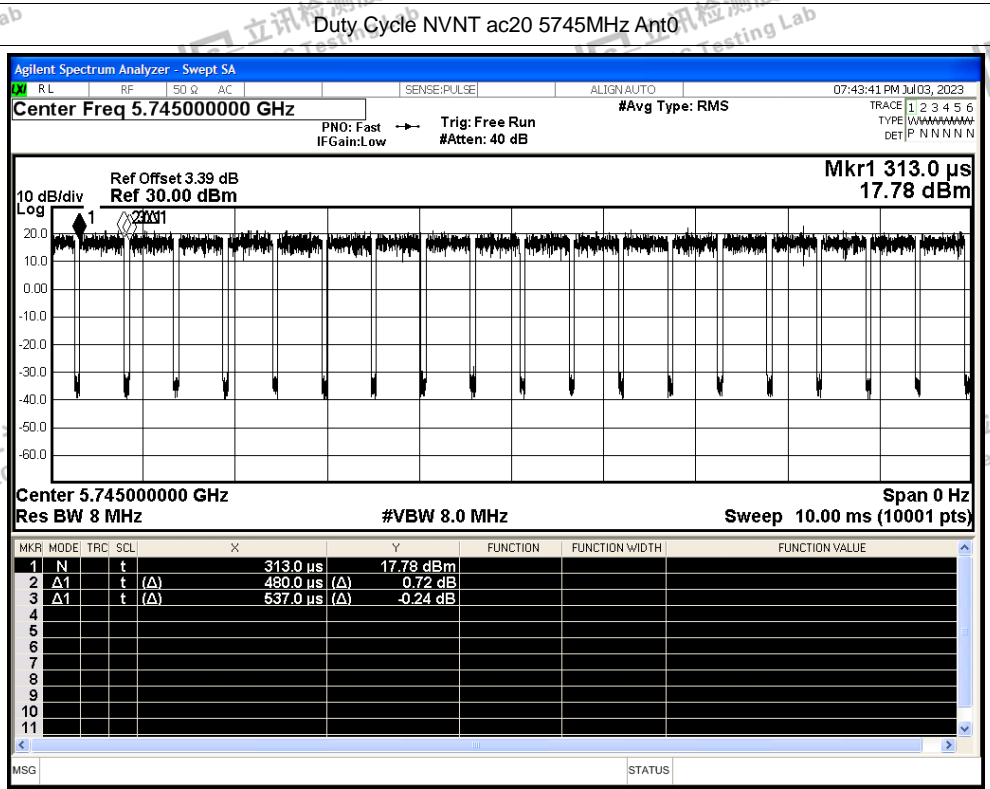 Duty Cycle NVNT ac20 5745MHz Ant0
Agilent Spectrum Analyzer - Swept SA
LXI RL RF 50 Ω AC SENSE:PULSE ALIGN AUTO 07:43:41 PM Jul 03, 2023
Center Freq 5.745000000 GHz #Avg Type: RMS TRACE 1 2 3 4 5 6
PNO: Fast Trig: Free Run TYPE WWWWWW
IFGain:Low #Atten: 40 dB DET P N N N N N
Mkr1 313.0 µs
Ref Offset 3.39 dB
10 dB/div Ref 30.00 dBm 17.78 dBm
Log
1
20.0
10.0
0.00
-10.0
-20.0
-30.0
-40.0
-50.0
-60.0
Center 5.745000000 GHz Span 0 Hz
Res BW 8 MHz #VBW 8.0 MHz Sweep 10.00 ms (10001 pts)
MKR MODE TRC SCL X Y FUNCTION FUNCTION WIDTH FUNCTION VALUE
1 N t 313.0 µs 17.78 dBm
2 Δ1 t (Δ) 480.0 µs (Δ) 0.72 dB
3 Δ1 t (Δ) 537.0 µs (Δ) -0.24 dB
4
5
6
7
8
9
10
11
MSG STATUS